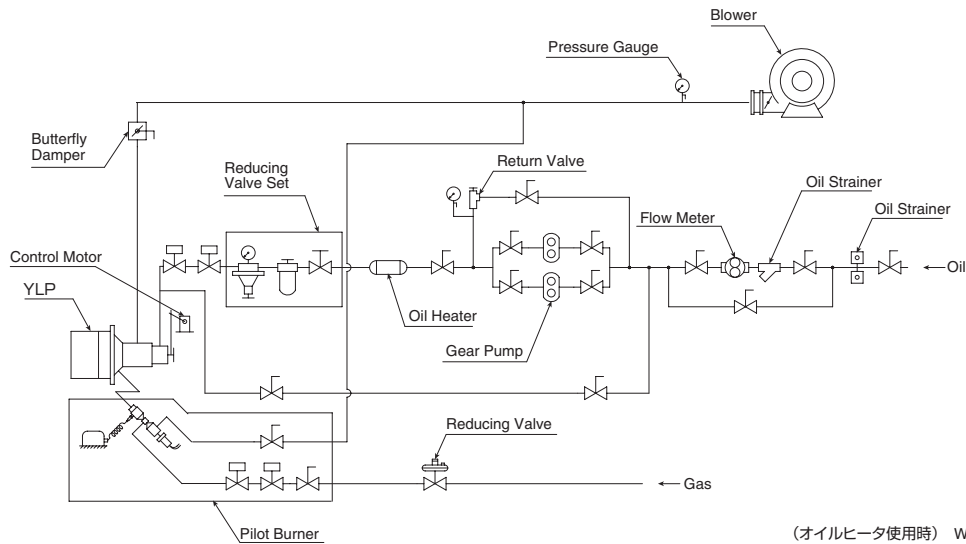 Blower
Pressure Gauge
Butterfly
Damper
Reducing
Valve Set
Return Valve
Oil Strainer
Flow Meter
Oil Strainer
Control Motor
YLP
Oil
Oil Heater
Gear Pump
Reducing Valve
Gas
Pilot Burner
（オイルヒータ使用時） W